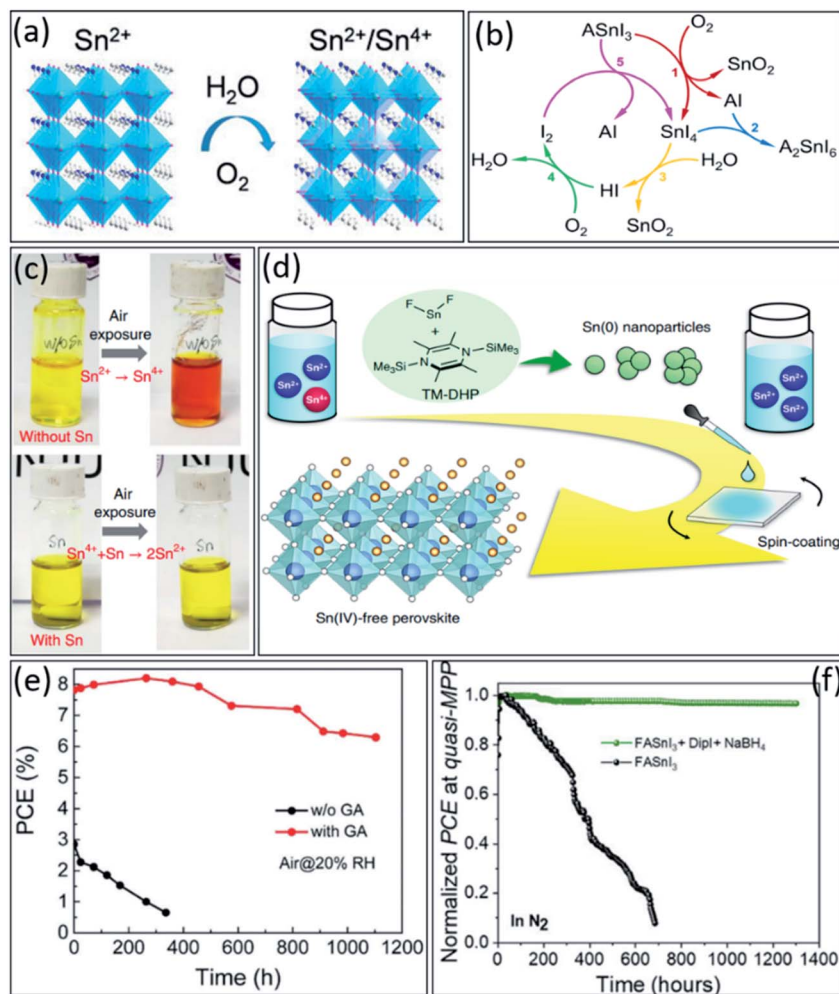 (a)
Sn2+
Sn2+/Sn4+
H2O
O2
(b)
ASnI3
O2
SnO2
5
1
AI
I2
AI
SnI4
2
A2SnI6
H2O
3
H2O
4
HI
O2
SnO2
(c)
w/o Sn
Air
exposure
Sn2+ → Sn4+
w/o Sn
Without Sn
Air
exposure
Sn
Sn4++Sn → 2Sn2+
Sn
With Sn
(d)
F
F
Sn
+
Me3Si
N
N
SiMe3
TM-DHP
Sn(0) nanoparticles
Sn2+
Sn2+
Sn4+
Sn2+
Sn2+
Sn2+
Spin-coating
Sn(IV)-free perovskite
(e)
PCE (%)
8
7
6
5
4
3
2
1
0
w/o GA
with GA
Air@20% RH
0
200
400
600
800
1000
1200
Time (h)
(f)
Normalized PCE at quasi-MPP
1.0
0.8
0.6
0.4
0.2
0.0
FASnI3+ DipI+ NaBH4
FASnI3
In N2
0
200
400
600
800
1000
1200
1400
Time (hours)